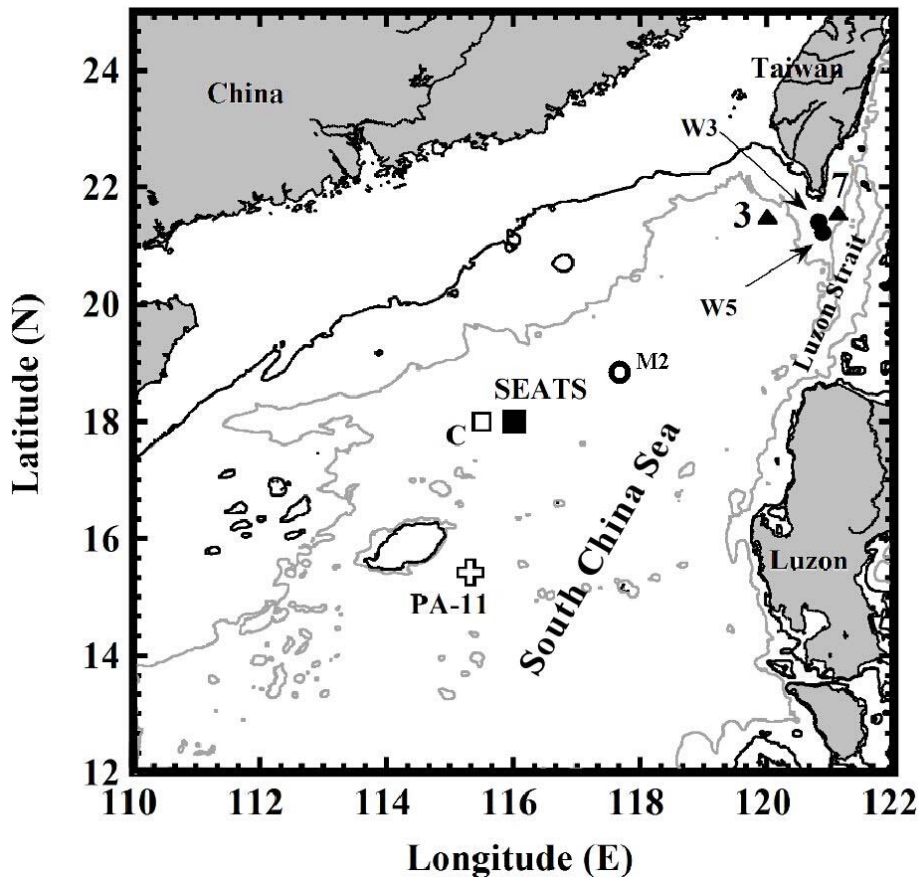 24
22
20
18
16
14
12
Latitude (N)
China
Taiwan
W3
7
3
W5
Luzon Strait
M2
SEATS
C
South China Sea
PA-11
Luzon
110
112
114
116
118
120
122
Longitude (E)